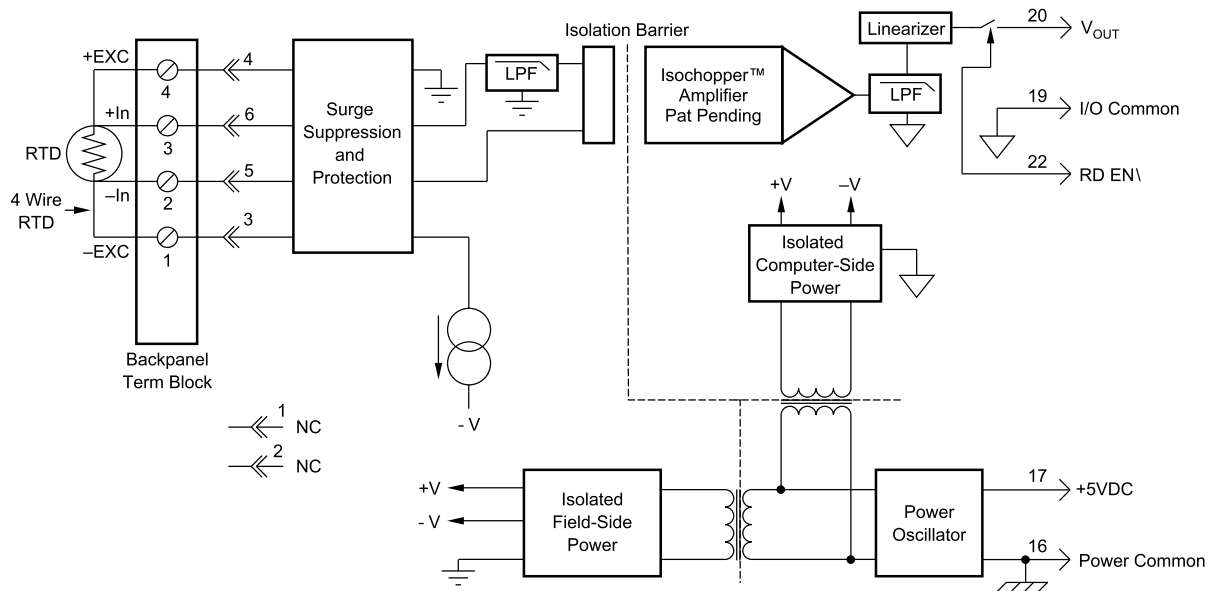 Isolation Barrier
+EXC
4
4
+In
3
6
RTD
–In
2
5
4 Wire
RTD
–EXC
1
3
Backpanel
Term Block
Surge
Suppression
and
Protection
LPF
- V
1
NC
2
NC
Isochopper™
Amplifier
Pat Pending
Linearizer
LPF
20
VOUT
19
I/O Common
22
RD EN\
+V
–V
Isolated
Computer-Side
Power
+V
- V
Isolated
Field-Side
Power
Power
Oscillator
17
+5VDC
16
Power Common